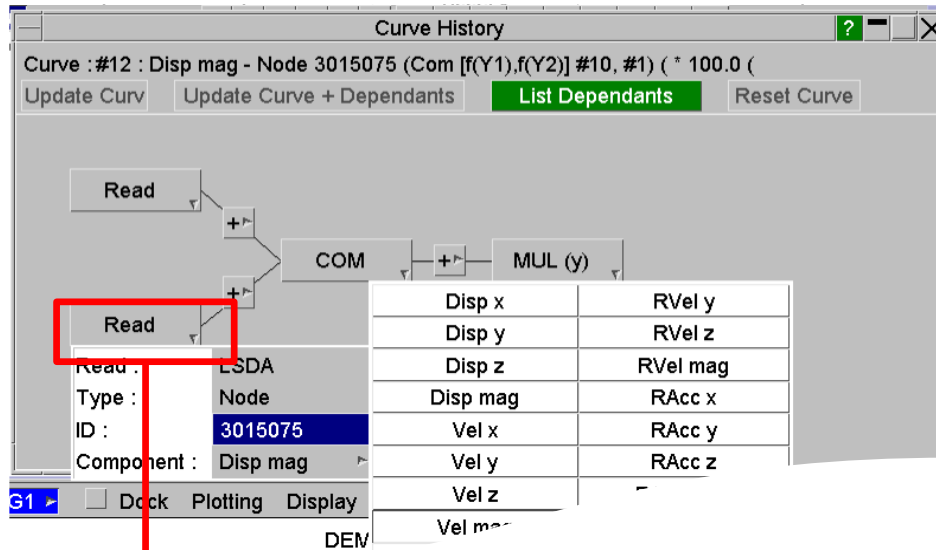 Curve History
?
Curve :#12 : Disp mag - Node 3015075 (Com [f(Y1),f(Y2)] #10, #1) ( * 100.0 (
Update Curv Update Curve + Dependants List Dependants Reset Curve
Read
+
COM + MUL (y)
+
Read
Disp x RVel y
Disp y RVel z
Read : LSDA Disp z RVel mag
Type : Node Disp mag RAcc x
ID : 3015075 Vel x RAcc y
Component : Disp mag Vel y RAcc z
G1 Dock Plotting Display Vel z
Vel mag
DEM